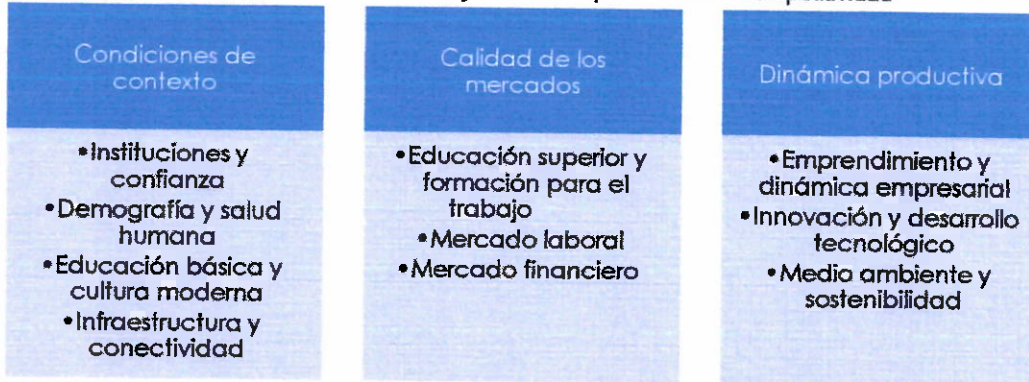 Condiciones de
contexto
•Instituciones y
confianza
•Demografía y salud
humana
•Educación básica y
cultura moderna
•Infraestructura y
conectividad
Calidad de los
mercados
•Educación superior y
formación para el
trabajo
•Mercado laboral
•Mercado financiero
Dinámica productiva
•Emprendimiento y
dinámica empresarial
•Innovación y desarrollo
tecnológico
•Medio ambiente y
sostenibilidad